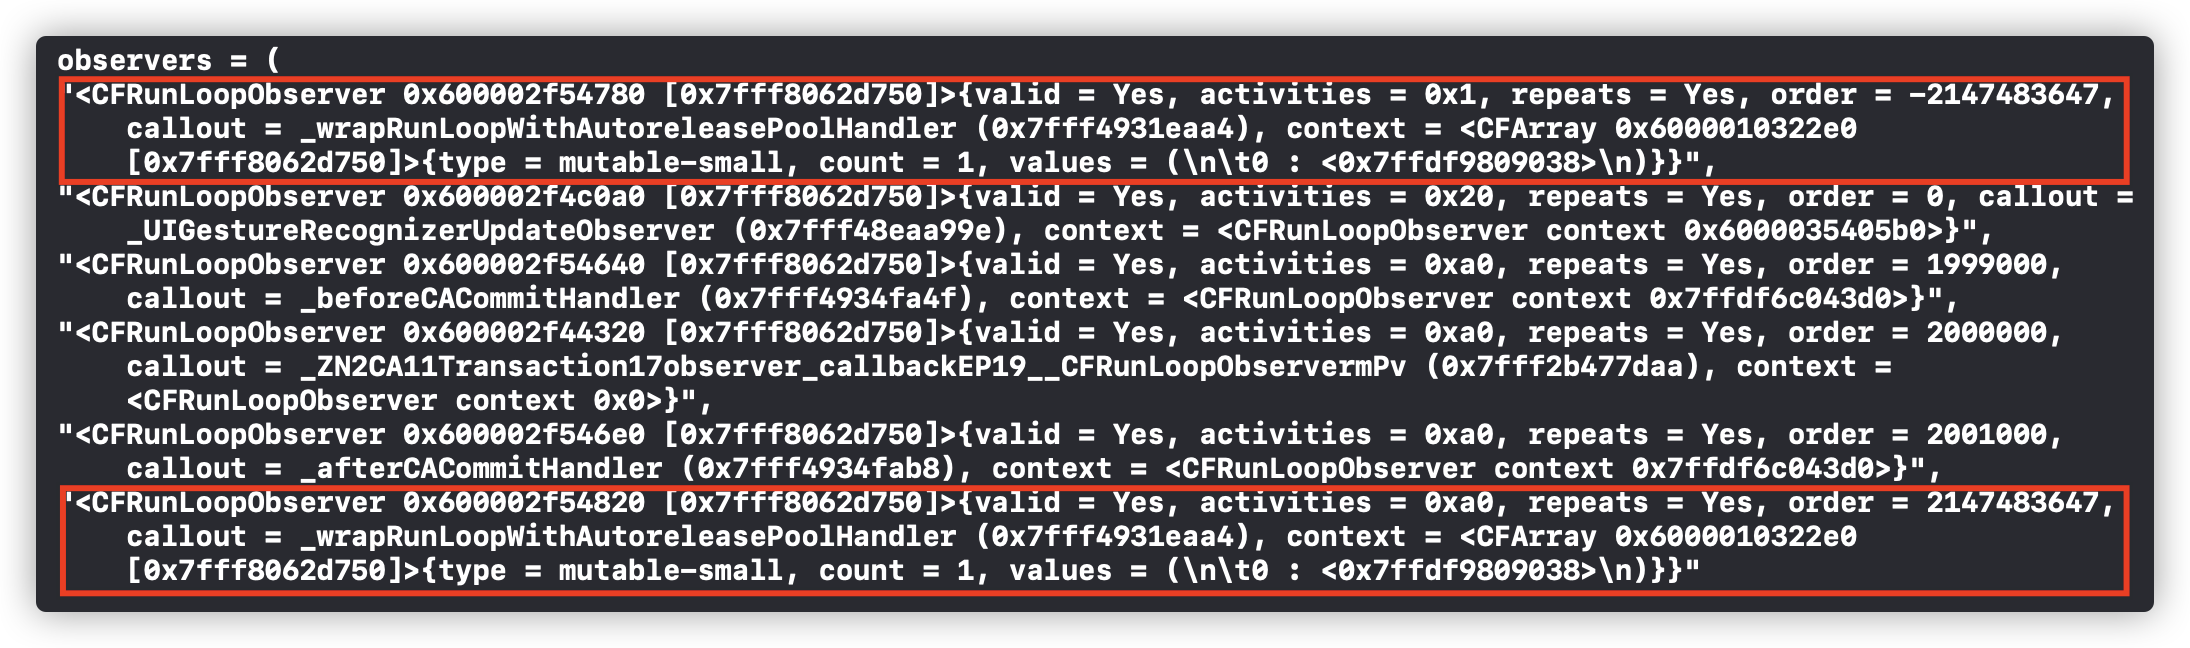 observers = (
"<CFRunLoopObserver 0x600002f54780 [0x7fff8062d750]>{valid = Yes, activities = 0x1, repeats = Yes, order = -2147483647,
callout = _wrapRunLoopWithAutoreleasePoolHandler (0x7fff4931eaa4), context = <CFArray 0x6000010322e0
[0x7fff8062d750]>{type = mutable-small, count = 1, values = (\n\t0 : <0x7ffdf9809038>\n)}}",
"<CFRunLoopObserver 0x600002f4c0a0 [0x7fff8062d750]>{valid = Yes, activities = 0x20, repeats = Yes, order = 0, callout =
_UIGestureRecognizerUpdateObserver (0x7fff48eaa99e), context = <CFRunLoopObserver context 0x6000035405b0>}",
"<CFRunLoopObserver 0x600002f54640 [0x7fff8062d750]>{valid = Yes, activities = 0xa0, repeats = Yes, order = 1999000,
callout = _beforeCACommitHandler (0x7fff4934fa4f), context = <CFRunLoopObserver context 0x7ffdf6c043d0>}",
"<CFRunLoopObserver 0x600002f44320 [0x7fff8062d750]>{valid = Yes, activities = 0xa0, repeats = Yes, order = 2000000,
callout = _ZN2CA11Transaction17observer_callbackEP19__CFRunLoopObservermPv (0x7fff2b477daa), context =
<CFRunLoopObserver context 0x0>}",
"<CFRunLoopObserver 0x600002f546e0 [0x7fff8062d750]>{valid = Yes, activities = 0xa0, repeats = Yes, order = 2001000,
callout = _afterCACommitHandler (0x7fff4934fab8), context = <CFRunLoopObserver context 0x7ffdf6c043d0>}",
"<CFRunLoopObserver 0x600002f54820 [0x7fff8062d750]>{valid = Yes, activities = 0xa0, repeats = Yes, order = 2147483647,
callout = _wrapRunLoopWithAutoreleasePoolHandler (0x7fff4931eaa4), context = <CFArray 0x6000010322e0
[0x7fff8062d750]>{type = mutable-small, count = 1, values = (\n\t0 : <0x7ffdf9809038>\n)}}"